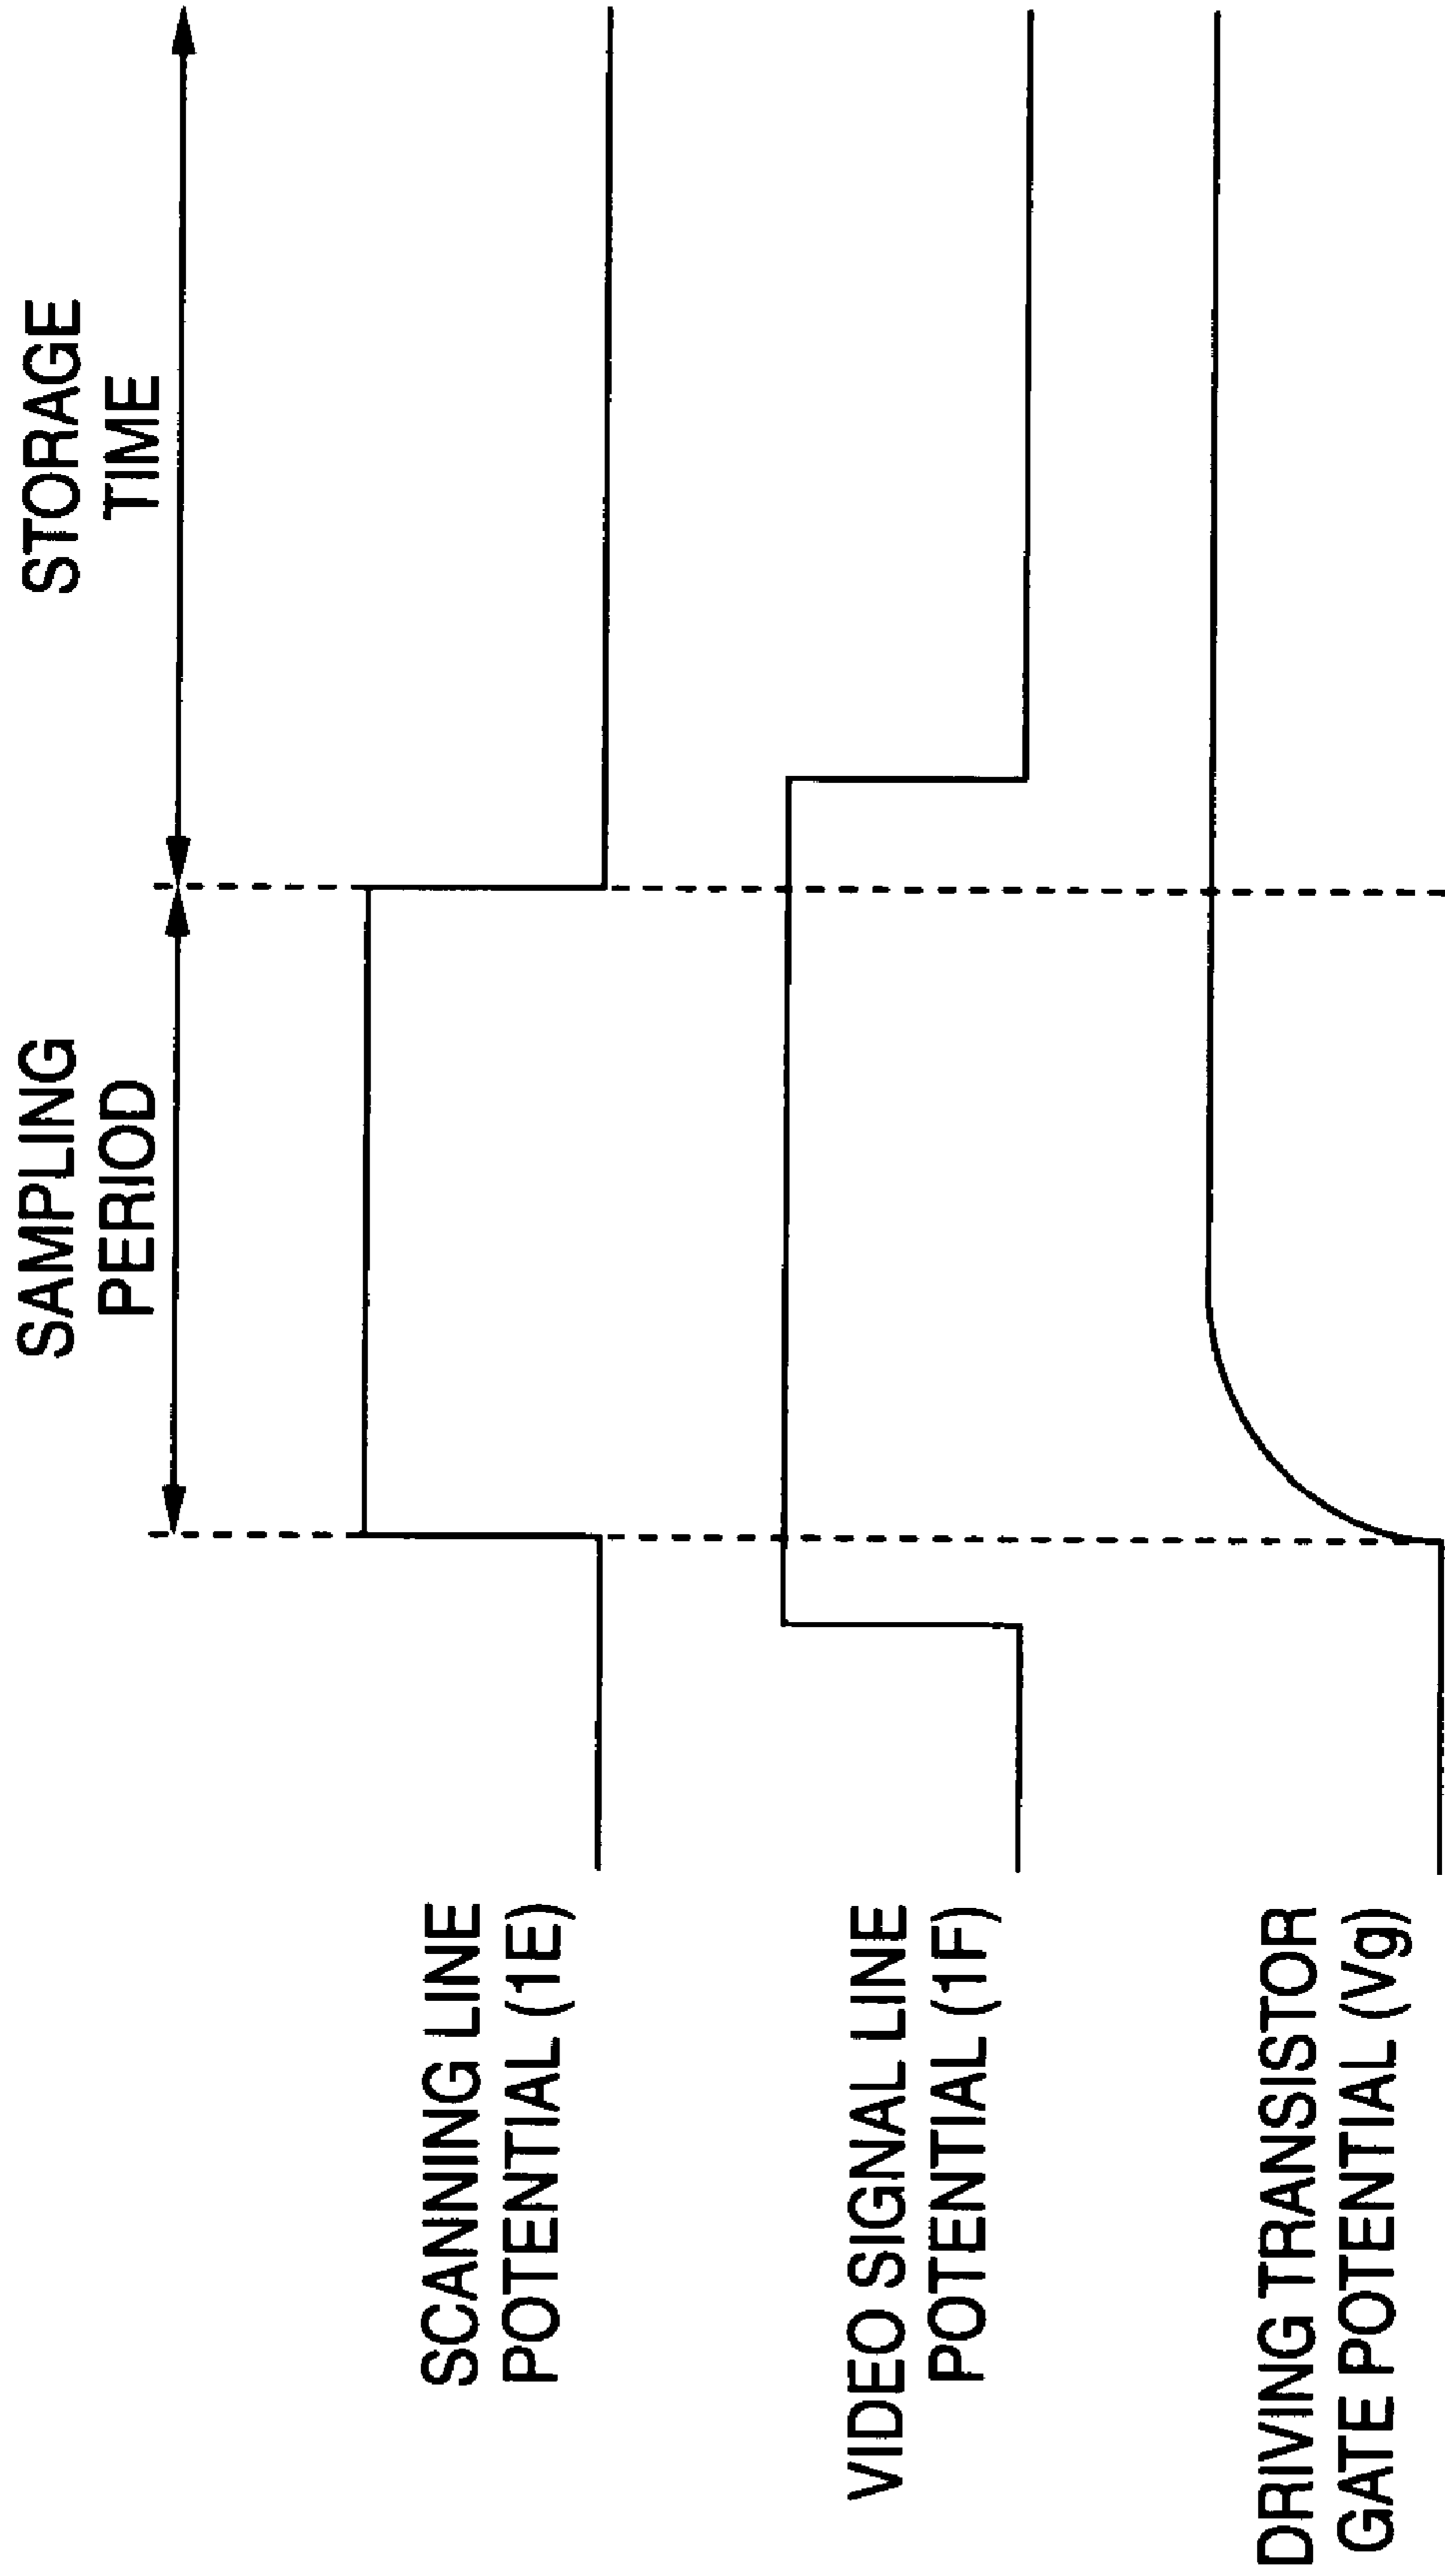 SAMPLING
PERIOD
STORAGE
TIME
SCANNING LINE
POTENTIAL (1E)
VIDEO SIGNAL LINE
POTENTIAL (1F)
DRIVING TRANSISTOR
GATE POTENTIAL (Vg)